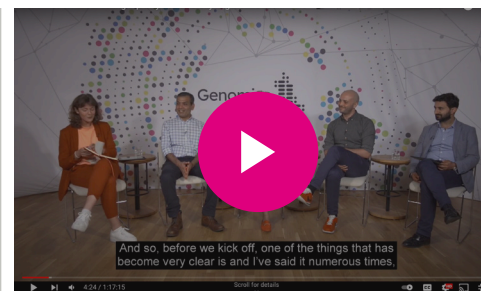 Genom
And so, before we kick off, one of the things that has
become very clear is and I've said it numerous times,
4:24 / 1:17:15
Scroll for details